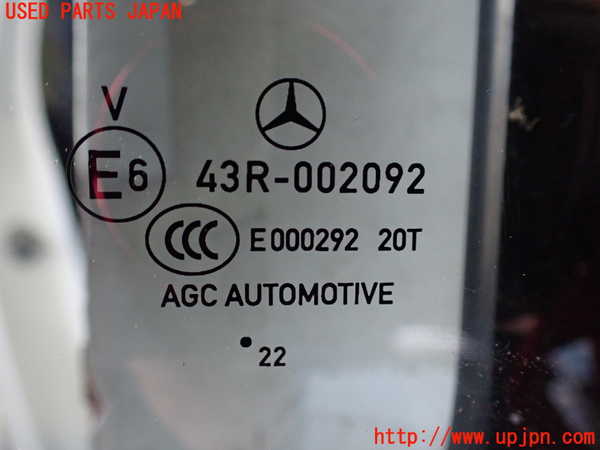 USED PARTS JAPAN
V
E6 43R-002092
CCC E000292 20T
AGC AUTOMOTIVE
•22
http://www.upjpn.com/